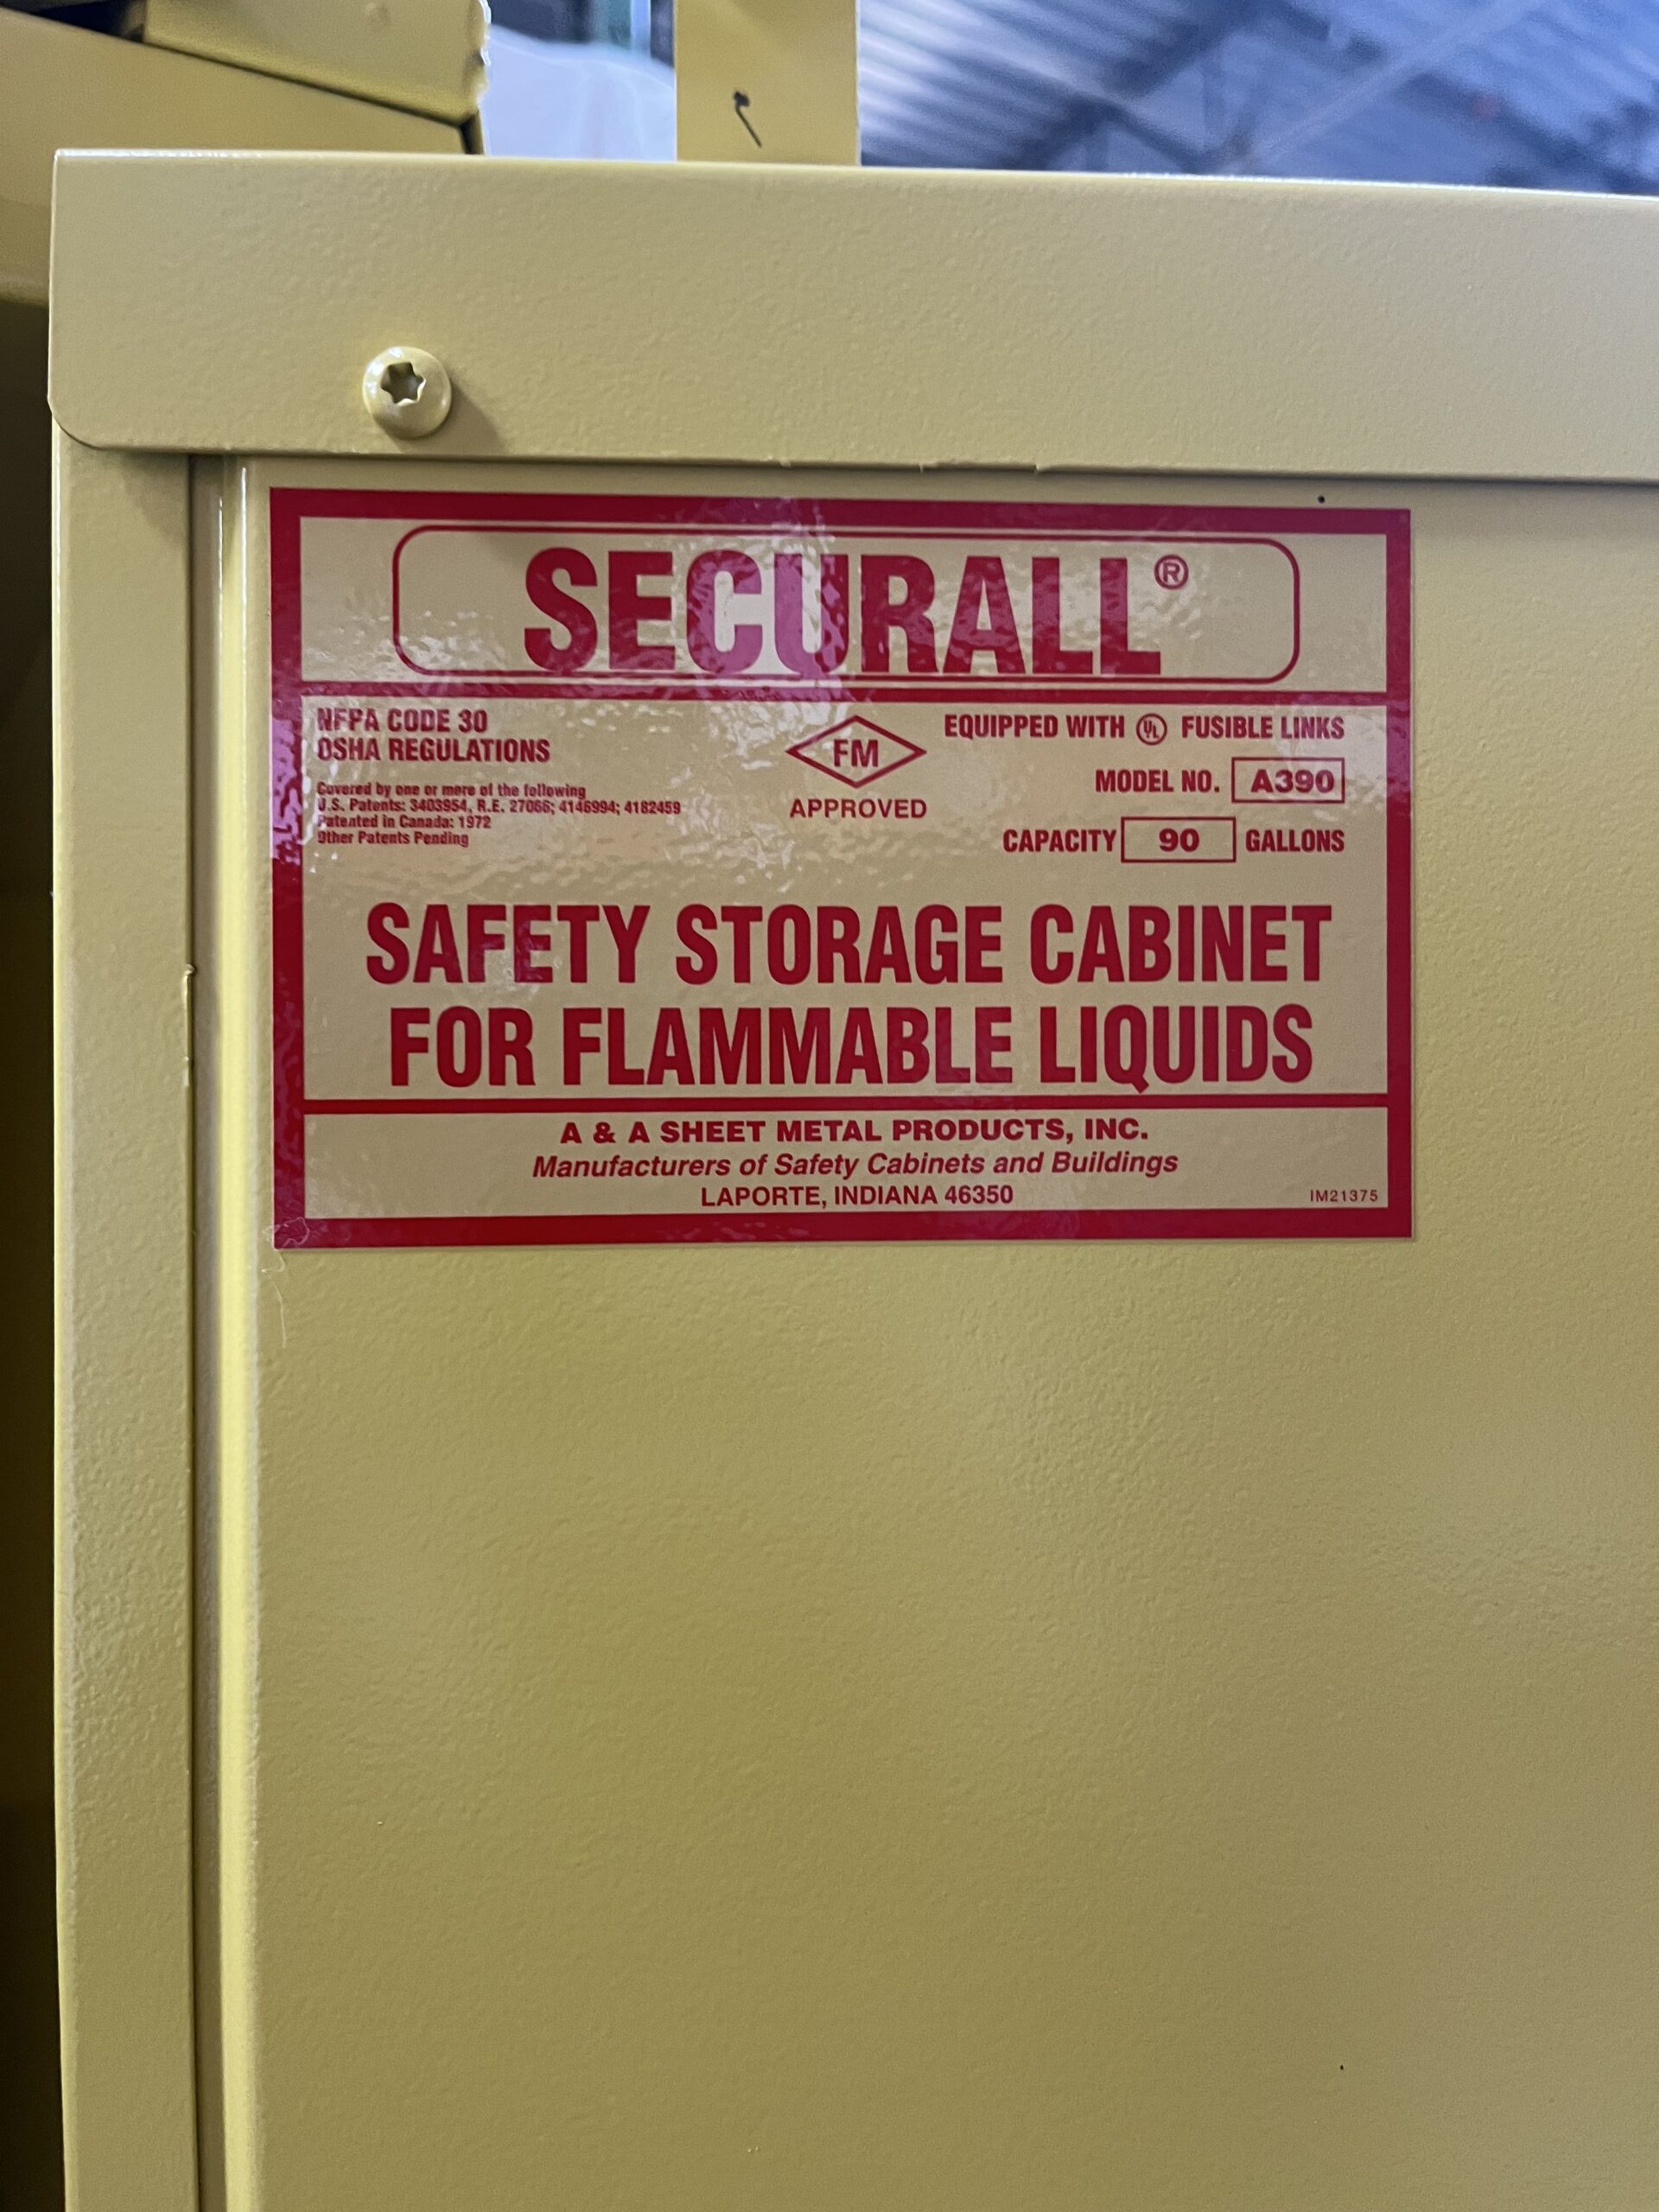 SECURALL®
NFPA CODE 30
OSHA REGULATIONS
Covered by one or more of the following
U.S. Patents: 3403954, R.E. 27066; 4146994; 4182459
Patented in Canada: 1972
Other Patents Pending
FM
APPROVED
EQUIPPED WITH UL FUSIBLE LINKS
MODEL NO. A390
CAPACITY 90 GALLONS
SAFETY STORAGE CABINET
FOR FLAMMABLE LIQUIDS
A & A SHEET METAL PRODUCTS, INC.
Manufacturers of Safety Cabinets and Buildings
LAPORTE, INDIANA 46350
IM21375